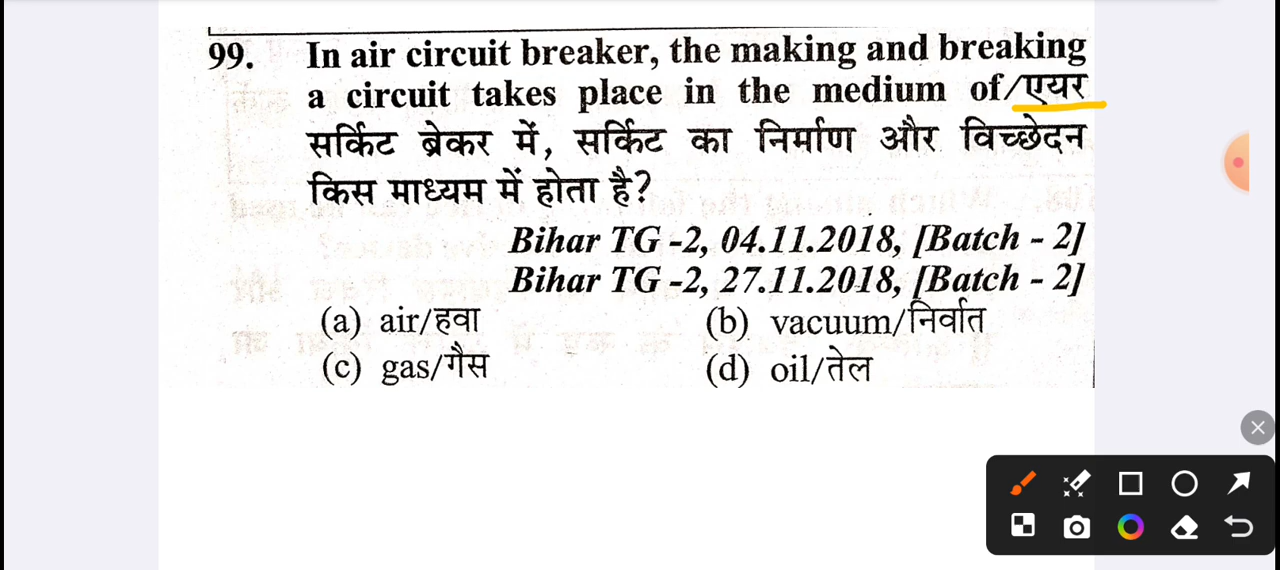 99. In air circuit breaker, the making and breaking
a circuit takes place in the medium of/एयर
सर्किट ब्रेकर में, सर्किट का निर्माण और विच्छेदन
किस माध्यम में होता है?
Bihar TG -2, 04.11.2018, [Batch - 2]
Bihar TG -2, 27.11.2018, [Batch - 2]
(a) air/हवा (b) vacuum/निर्वात
(c) gas/गैस (d) oil/तेल